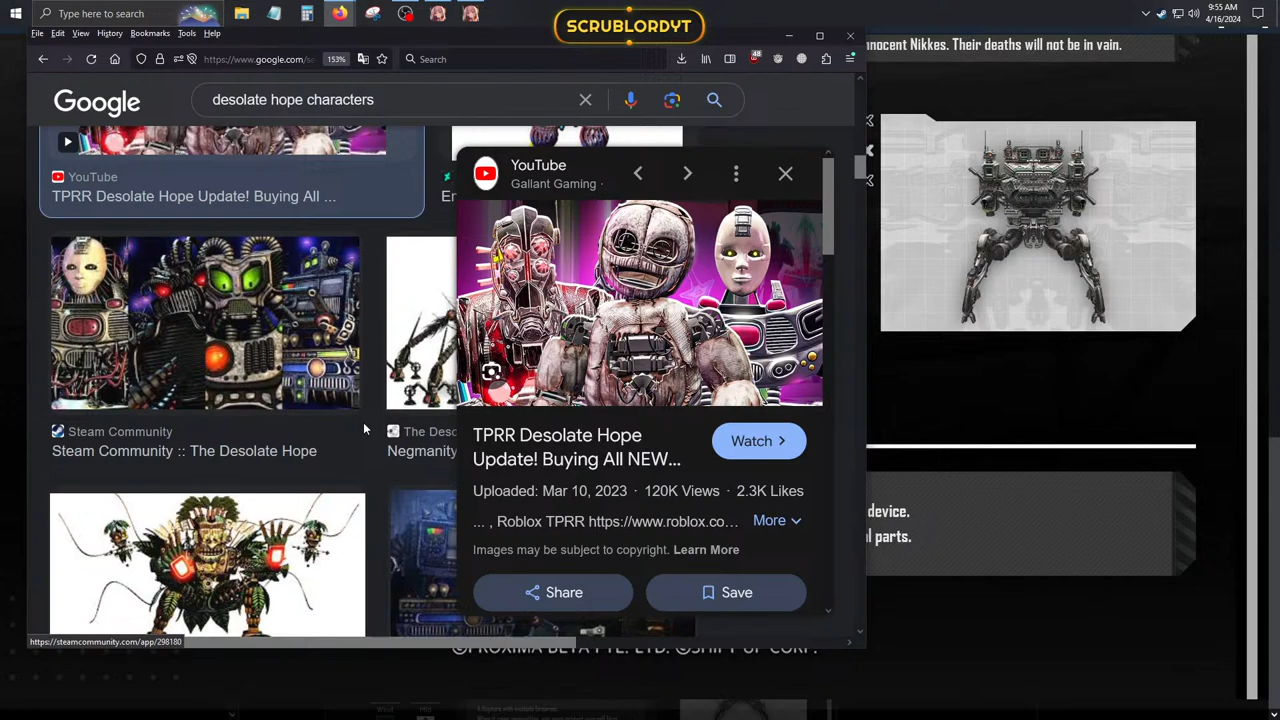 Type here to search
9:55 AM
4/16/2024
SCRUBLORDYT
File Edit View History Bookmarks Tools Help
https://www.google.com/se
153%
Search
48
nnocent Nikkes. Their deaths will not be in vain.
Google
desolate hope characters
YouTube
TPRR Desolate Hope Update! Buying All ...
En
YouTube
Gallant Gaming ·
Steam Community
Steam Community :: The Desolate Hope
The Deso
Negmanity
TPRR Desolate Hope
Update! Buying All NEW...
Watch
Uploaded: Mar 10, 2023 · 120K Views · 2.3K Likes
... , Roblox TPRR https://www.roblox.co...
More
Images may be subject to copyright. Learn More
Share
Save
device.
al parts.
https://steamcommunity.com/app/298180
©PROXIMA BETA PTE. LTD. ©SHIFT UP CORP.